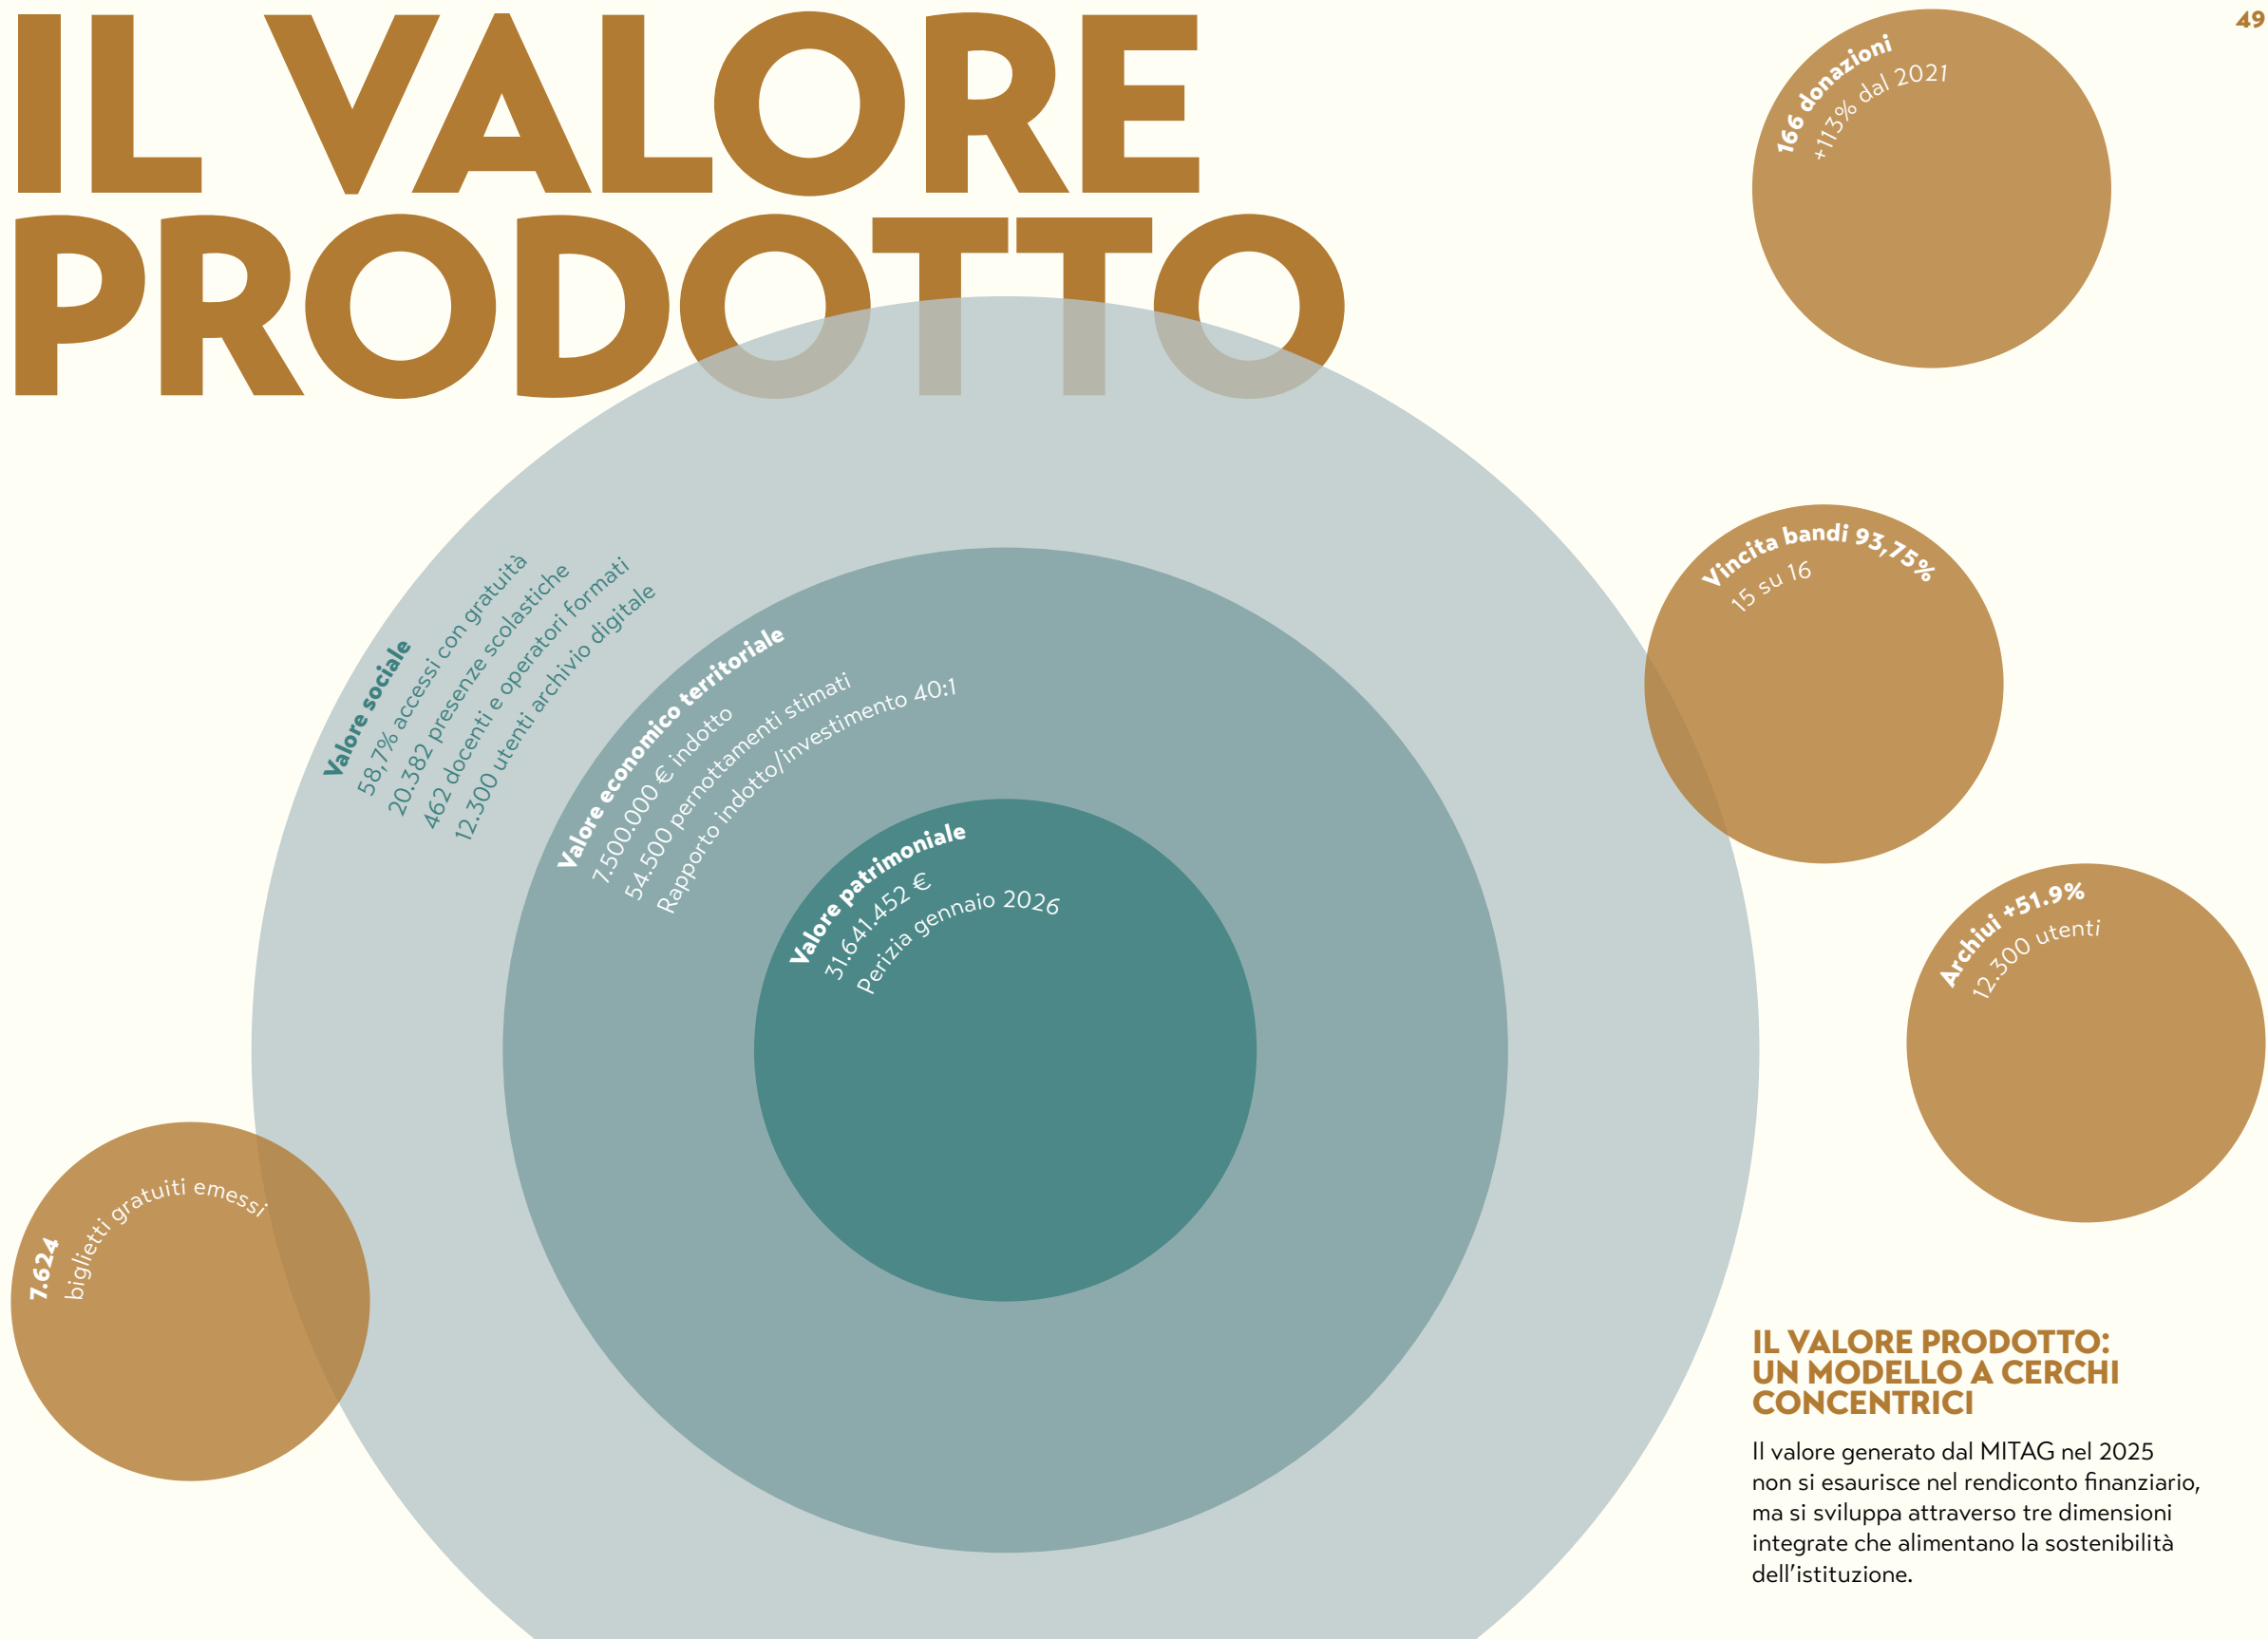 49
IL VALORE
PRODOTTO
166 donazioni
+113% dal 2021
Vincita bandi 93,75%
15 su 16
Valore sociale
58,7% accessi con gratuità
20.382 presenze scolastiche
462 docenti e operatori formati
12.300 utenti archivio digitale
Valore economico territoriale
7.500.000 € indotto
54.500 pernottamenti stimati
Rapporto indotto/investimento 40:1
Valore patrimoniale
31.641.452 €
Perizia gennaio 2026
Archiui +51.9%
12.300 utenti
7.624
biglietti gratuiti emessi
IL VALORE PRODOTTO:
UN MODELLO A CERCHI
CONCENTRICI
Il valore generato dal MITAG nel 2025
non si esaurisce nel rendiconto finanziario,
ma si sviluppa attraverso tre dimensioni
integrate che alimentano la sostenibilità
dell'istituzione.